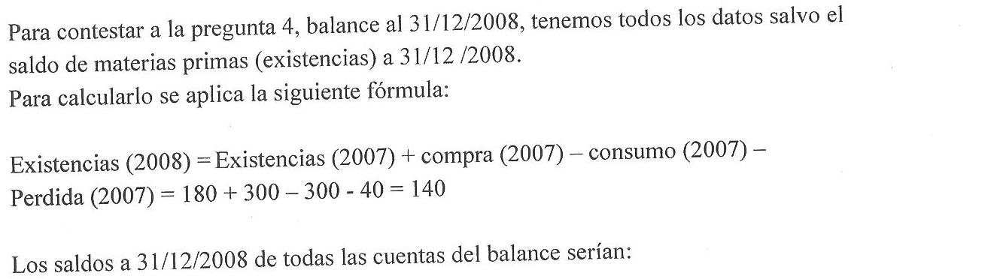 Para contestar a la pregunta 4, balance al 31/12/2008, tenemos todos los datos salvo el
saldo de materias primas (existencias) a 31/12 /2008.
Para calcularlo se aplica la siguiente fórmula:
Existencias (2008) = Existencias (2007) + compra (2007) – consumo (2007) –
Perdida (2007) = 180 + 300 – 300 - 40 = 140
Los saldos a 31/12/2008 de todas las cuentas del balance serían: